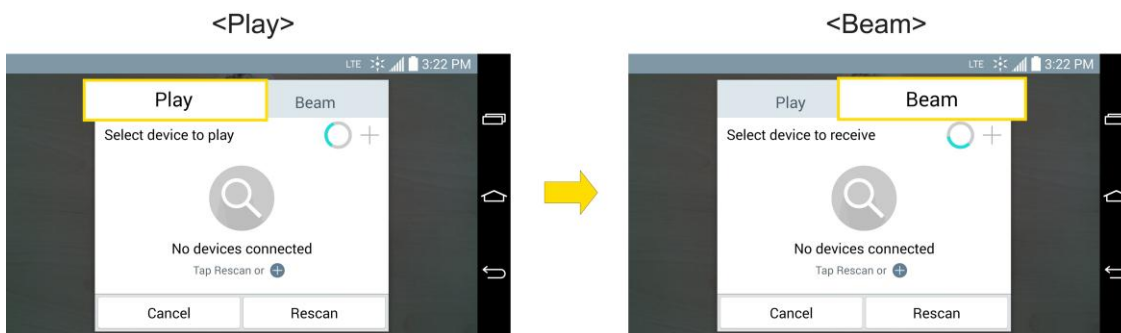 <Play>
LTE 3:22 PM
Play Beam
Select device to play
No devices connected
Tap Rescan or
Cancel Rescan
<Beam>
LTE 3:22 PM
Play Beam
Select device to receive
No devices connected
Tap Rescan or
Cancel Rescan